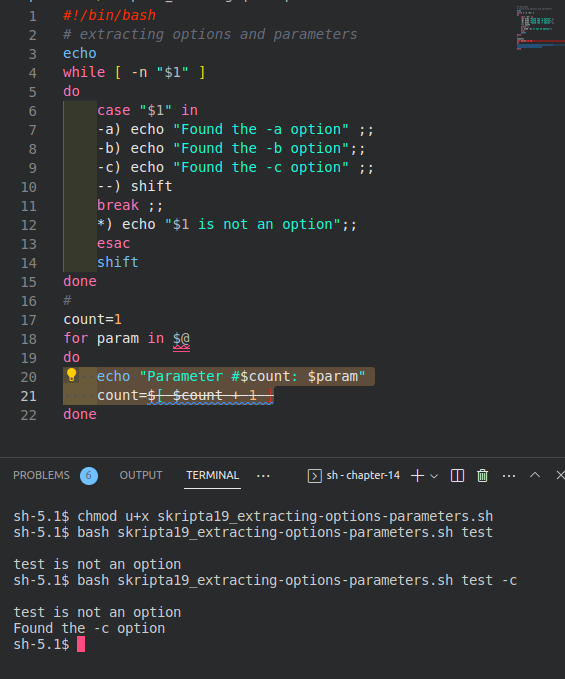 1 #!/bin/bash
2 # extracting options and parameters
3 echo
4 while [ -n "$1" ]
5 do
6     case "$1" in
7     -a) echo "Found the -a option" ;;
8     -b) echo "Found the -b option";;
9     -c) echo "Found the -c option" ;;
10     --) shift
11     break ;;
12     *) echo "$1 is not an option";;
13     esac
14     shift
15 done
16 #
17 count=1
18 for param in $@
19 do
20     echo "Parameter #$count: $param"
21     count=$[ $count + 1 ]
22 done
PROBLEMS 6 OUTPUT TERMINAL ··· sh - chapter-14
sh-5.1$ chmod u+x skripta19_extracting-options-parameters.sh
sh-5.1$ bash skripta19_extracting-options-parameters.sh test
test is not an option
sh-5.1$ bash skripta19_extracting-options-parameters.sh test -c
test is not an option
Found the -c option
sh-5.1$